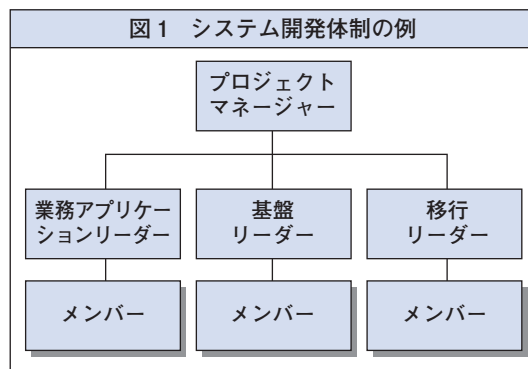 図1 システム開発体制の例
プロジェクト
マネージャー
業務アプリケー
ションリーダー
基盤
リーダー
移行
リーダー
メンバー
メンバー
メンバー